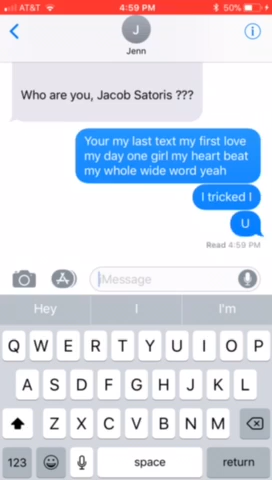 AT&T 4:59 PM 50%
J
Jenn
Who are you, Jacob Satoris ???
Your my last text my first love
my day one girl my heart beat
my whole wide word yeah
I tricked I
U
Read 4:59 PM
iMessage
Hey I I'm
Q W E R T Y U I O P
A S D F G H J K L
Z X C V B N M
123 space return